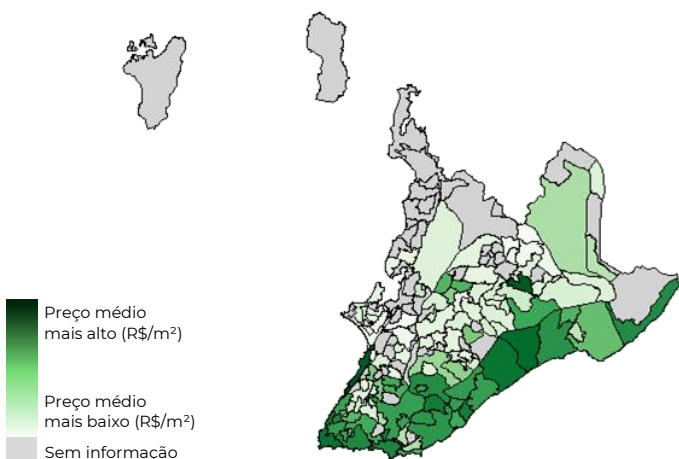 Preço médio
mais alto (R$/m²)
Preço médio
mais baixo (R$/m²)
Sem informação